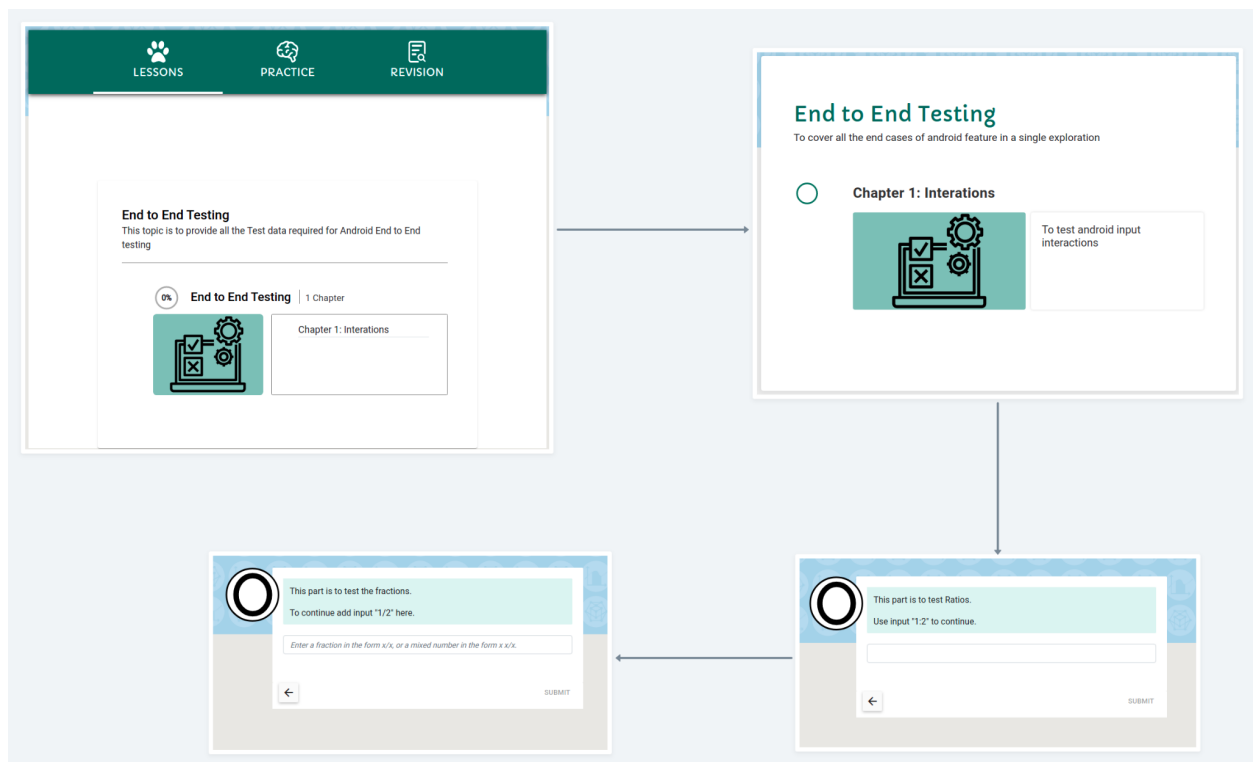 LESSONS
PRACTICE
REVISION
End to End Testing
This topic is to provide all the Test data required for Android End to End
testing
0%
End to End Testing
1 Chapter
Chapter 1: Interations
End to End Testing
To cover all the end cases of android feature in a single exploration
Chapter 1: Interations
To test android input
interactions
This part is to test the fractions.
To continue add input "1/2" here.
Enter a fraction in the form x/x, or a mixed number in the form x x/x.
SUBMIT
This part is to test Ratios.
Use input "1:2" to continue.
SUBMIT